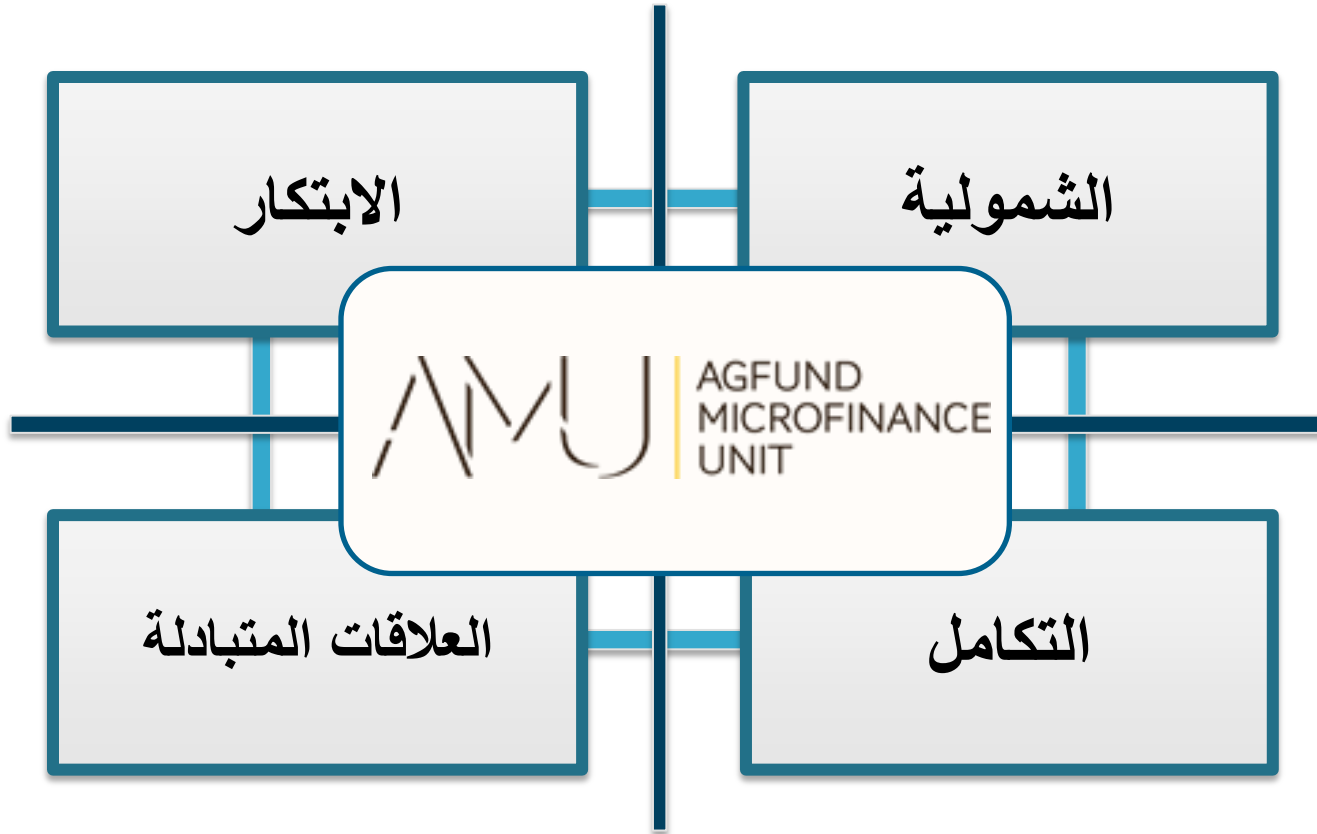 الشمولية
الابتكار
AMU
AGFUND
MICROFINANCE
UNIT
التكامل
العلاقات المتبادلة